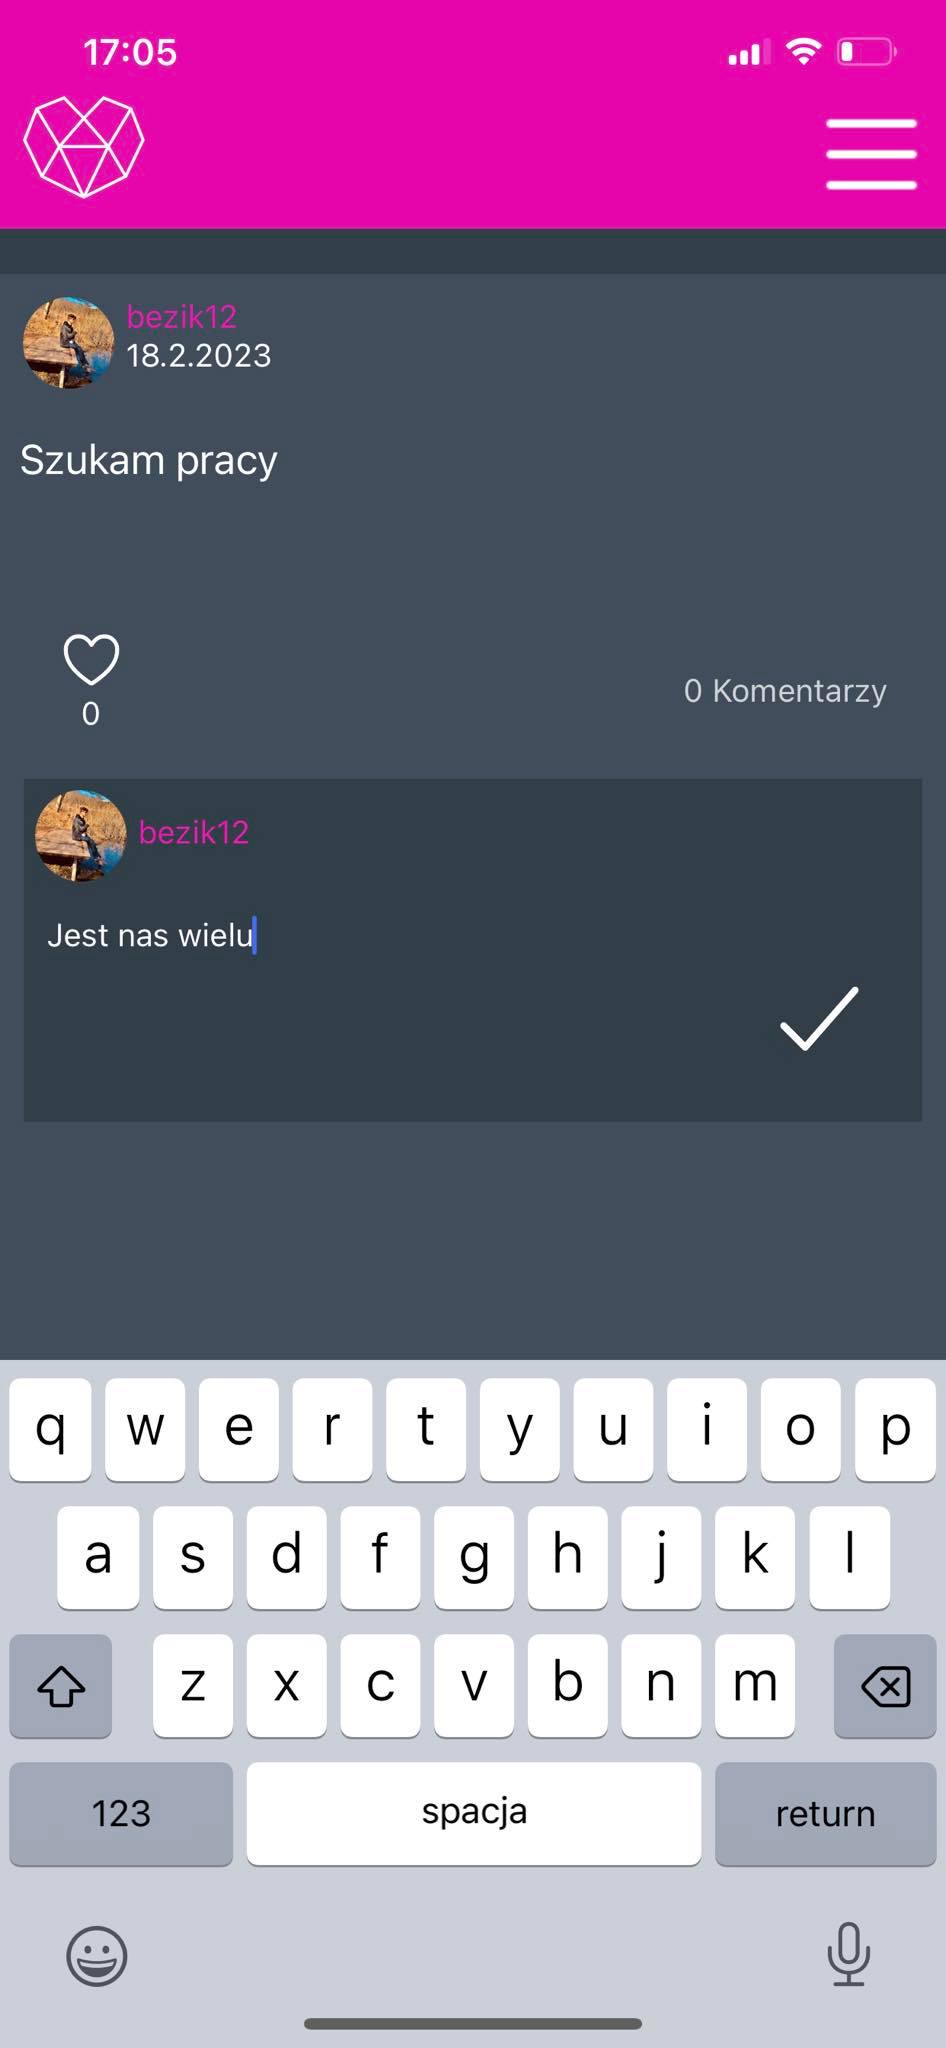 17:05
bezik12
18.2.2023
Szukam pracy
0
0 Komentarzy
bezik12
Jest nas wielu
q w e r t y u i o p
a s d f g h j k l
z x c v b n m
123 spacja return